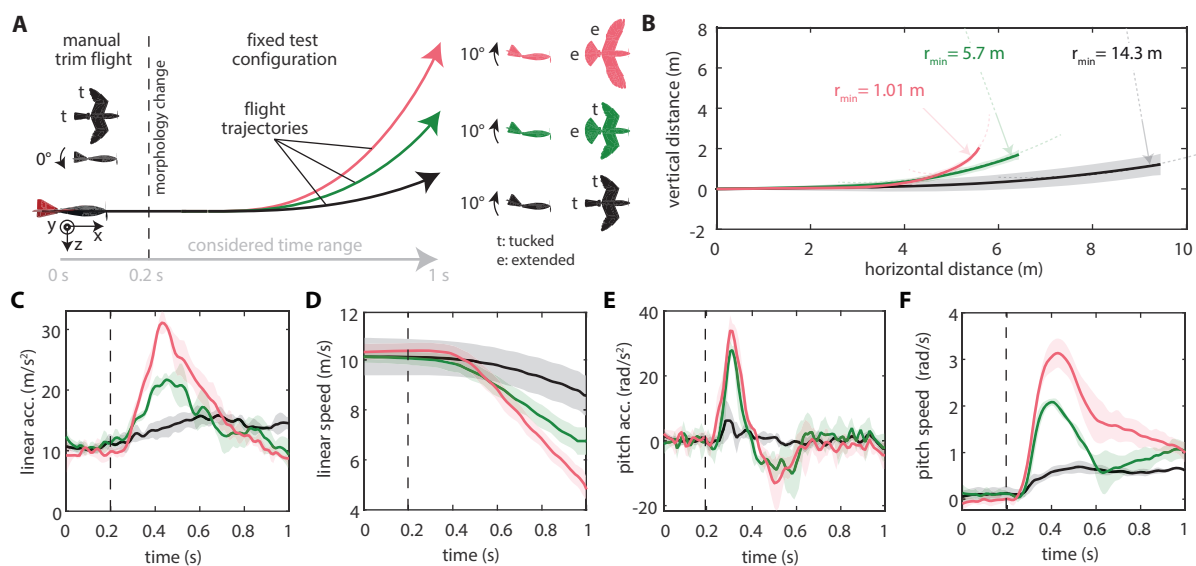 A
manual
trim flight
t
t
0°
morphology change
fixed test
configuration
flight
trajectories
10°
e
e
10°
t
e
10°
t
t
y
x
z
considered time range
0 s
0.2 s
1 s
t: tucked
e: extended
B
vertical distance (m)
8
6
4
2
0
-2
r_min= 1.01 m
r_min= 5.7 m
r_min= 14.3 m
0
2
4
6
8
10
horizontal distance (m)
C
linear acc. (m/s²)
30
20
10
0
0
0.2
0.4
0.6
0.8
1
time (s)
D
linear speed (m/s)
12
10
8
6
4
0
0.2
0.4
0.6
0.8
1
time (s)
E
pitch acc. (rad/s²)
40
20
0
-20
0
0.2
0.4
0.6
0.8
1
time (s)
F
pitch speed (rad/s)
4
3
2
1
0
0
0.2
0.4
0.6
0.8
1
time (s)